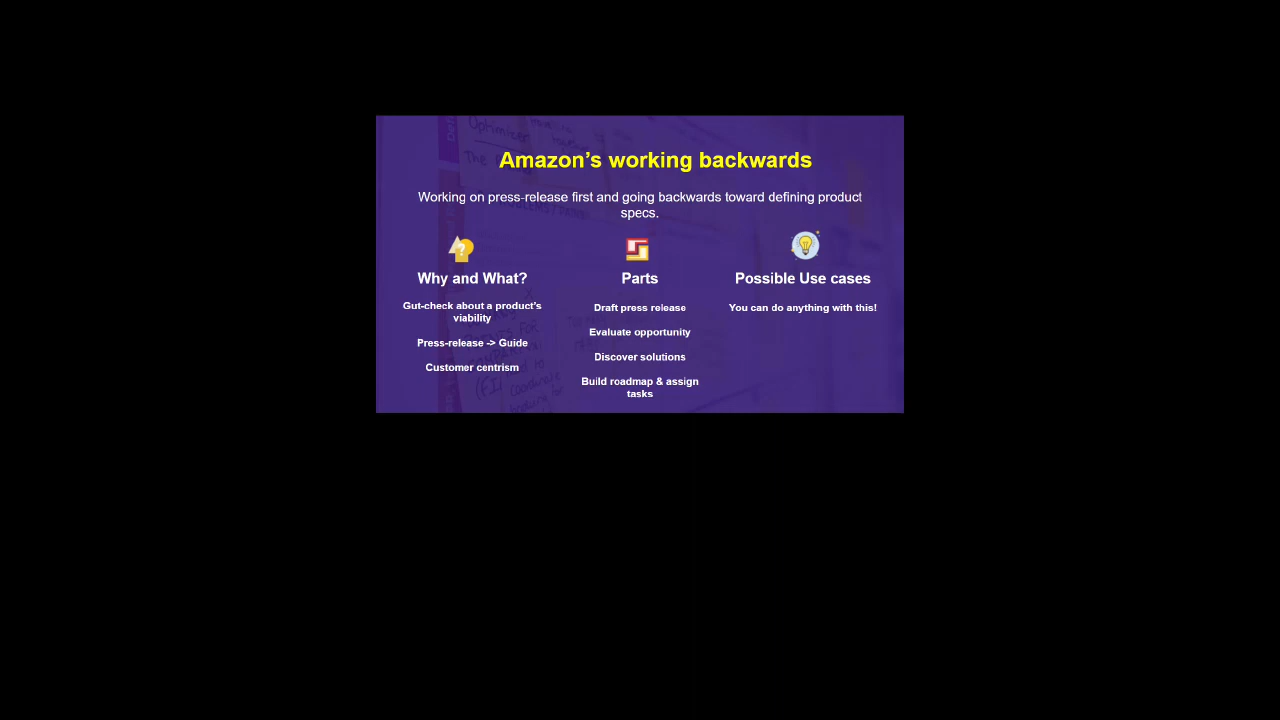 Amazon’s working backwards
Working on press-release first and going backwards toward defining product
specs.
Why and What?
Gut-check about a product's
viability
Press-release -> Guide
Customer centrism
Parts
Draft press release
Evaluate opportunity
Discover solutions
Build roadmap & assign
tasks
Possible Use cases
You can do anything with this!